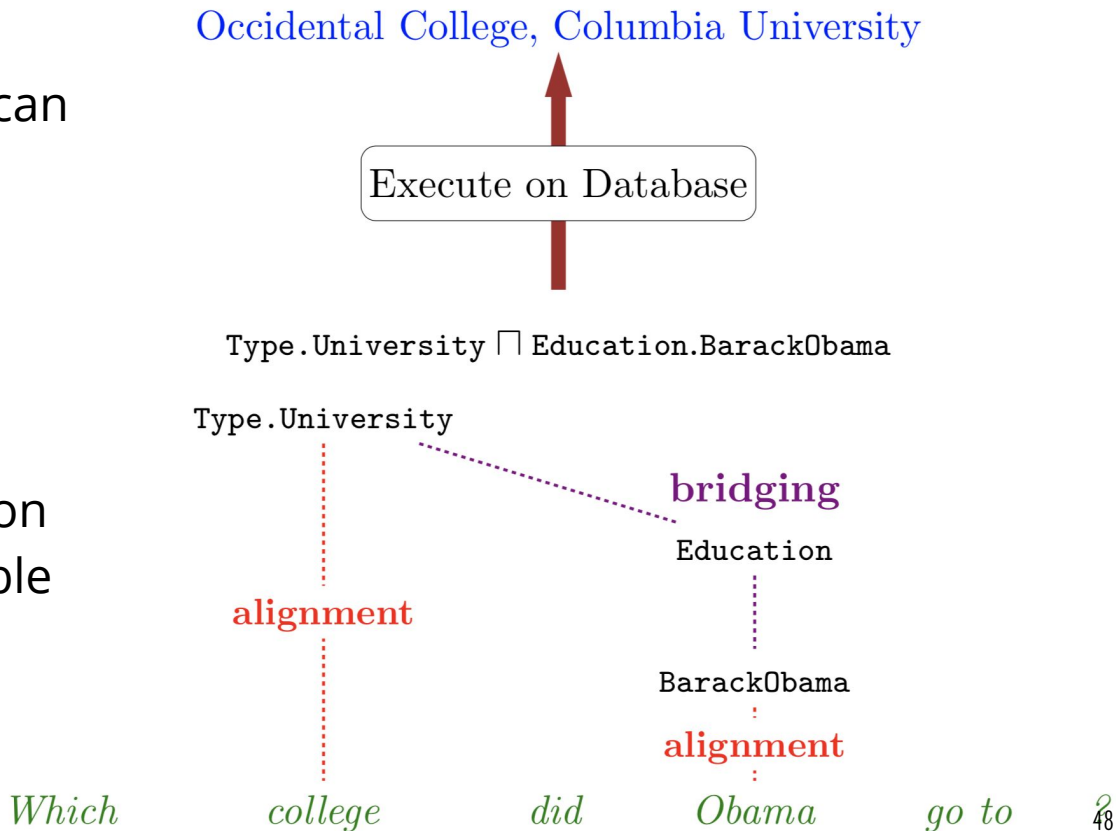 Occidental College, Columbia University
can
Execute on Database
Type.University ⊓ Education.BarackObama
Type.University
bridging
on
Education
ble
alignment
BarackObama
alignment
Which college did Obama go to ?
48